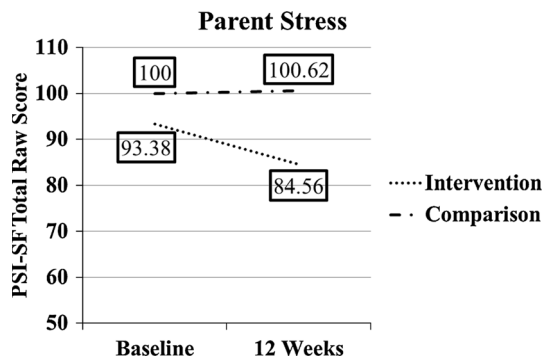 Parent Stress
PSI-SF Total Raw Score
110
100
90
80
70
60
50
100
100.62
93.38
84.56
Baseline
12 Weeks
Intervention
Comparison